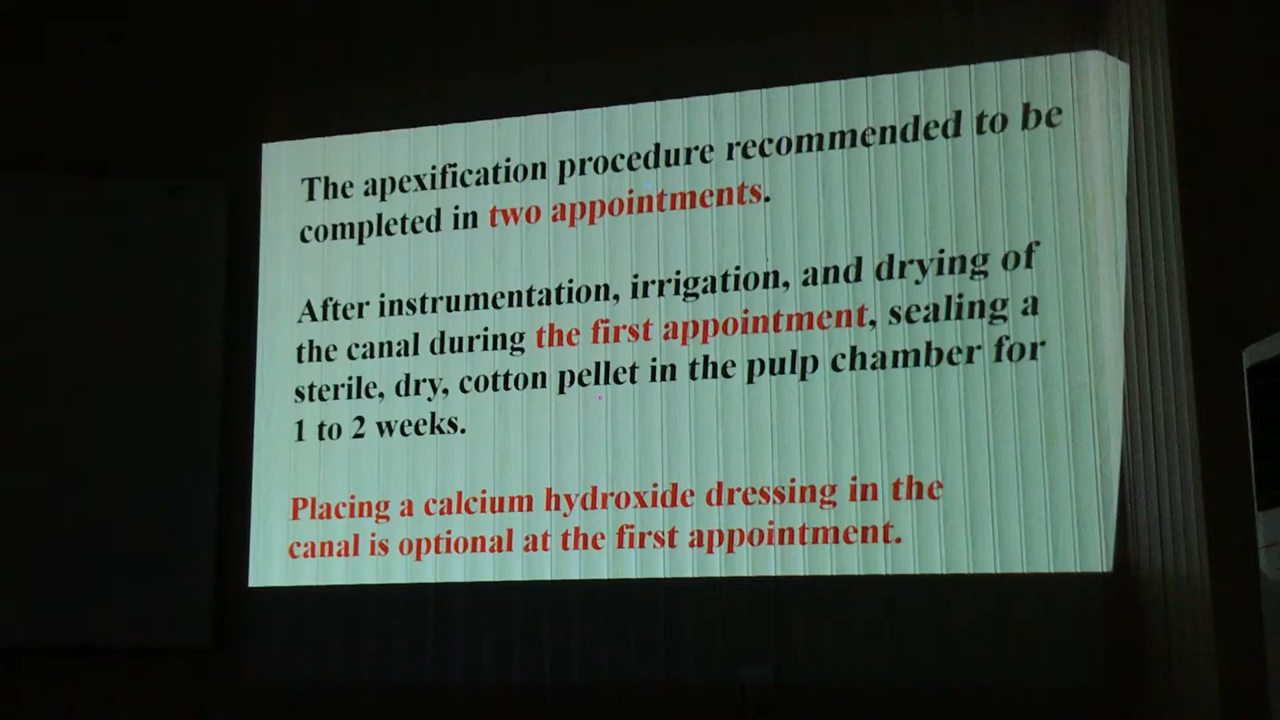 The apexification procedure recommended to be
completed in two appointments.
After instrumentation, irrigation, and drying of
the canal during the first appointment, sealing a
sterile, dry, cotton pellet in the pulp chamber for
1 to 2 weeks.
Placing a calcium hydroxide dressing in the
canal is optional at the first appointment.